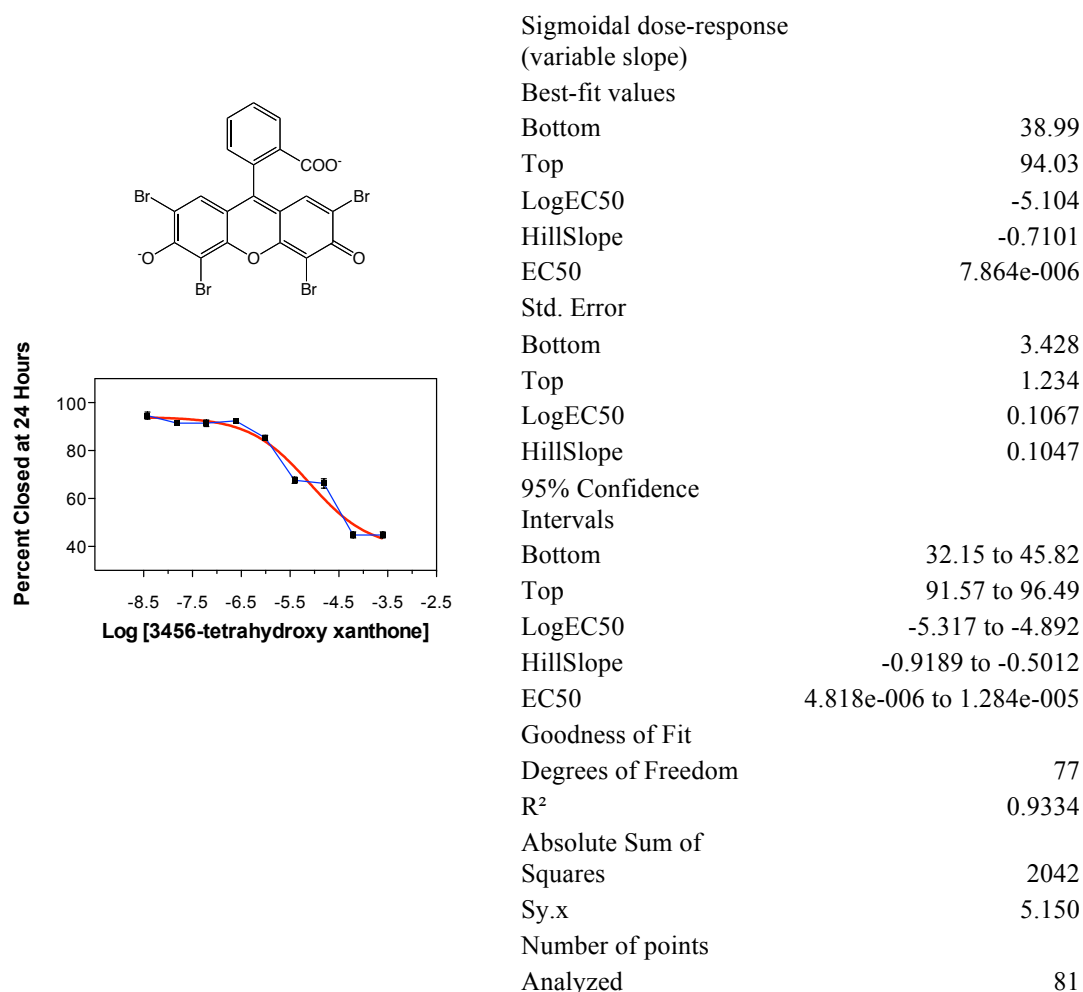 Sigmoidal dose-response
(variable slope)
Best-fit values
Bottom 38.99
Top 94.03
LogEC50 -5.104
HillSlope -0.7101
EC50 7.864e-006
Std. Error
Bottom 3.428
Top 1.234
LogEC50 0.1067
HillSlope 0.1047
95% Confidence
Intervals
Bottom 32.15 to 45.82
Top 91.57 to 96.49
LogEC50 -5.317 to -4.892
HillSlope -0.9189 to -0.5012
EC50 4.818e-006 to 1.284e-005
Goodness of Fit
Degrees of Freedom 77
R² 0.9334
Absolute Sum of
Squares 2042
Sy.x 5.150
Number of points
Analyzed 81
COO-
Br Br
-O O O
Br Br
Percent Closed at 24 Hours
100
80
60
40
-8.5 -7.5 -6.5 -5.5 -4.5 -3.5 -2.5
Log [3456-tetrahydroxy xanthone]